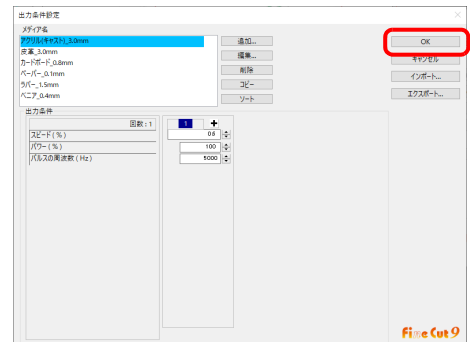 出力条件設定
メディア名
アクリル(キャスト)_3.0mm
皮革_3.0mm
カードボード_0.8mm
ペーパー_0.1mm
ラバー_1.5mm
ベニア_0.4mm
追加...
編集...
削除
コピー
ソート
OK
キャンセル
インポート...
エクスポート...
出力条件
回数 : 1
1 +
スピード ( % ) 0.5
パワー ( % ) 100
パルスの周波数 ( Hz ) 5000
Fine Cut 9